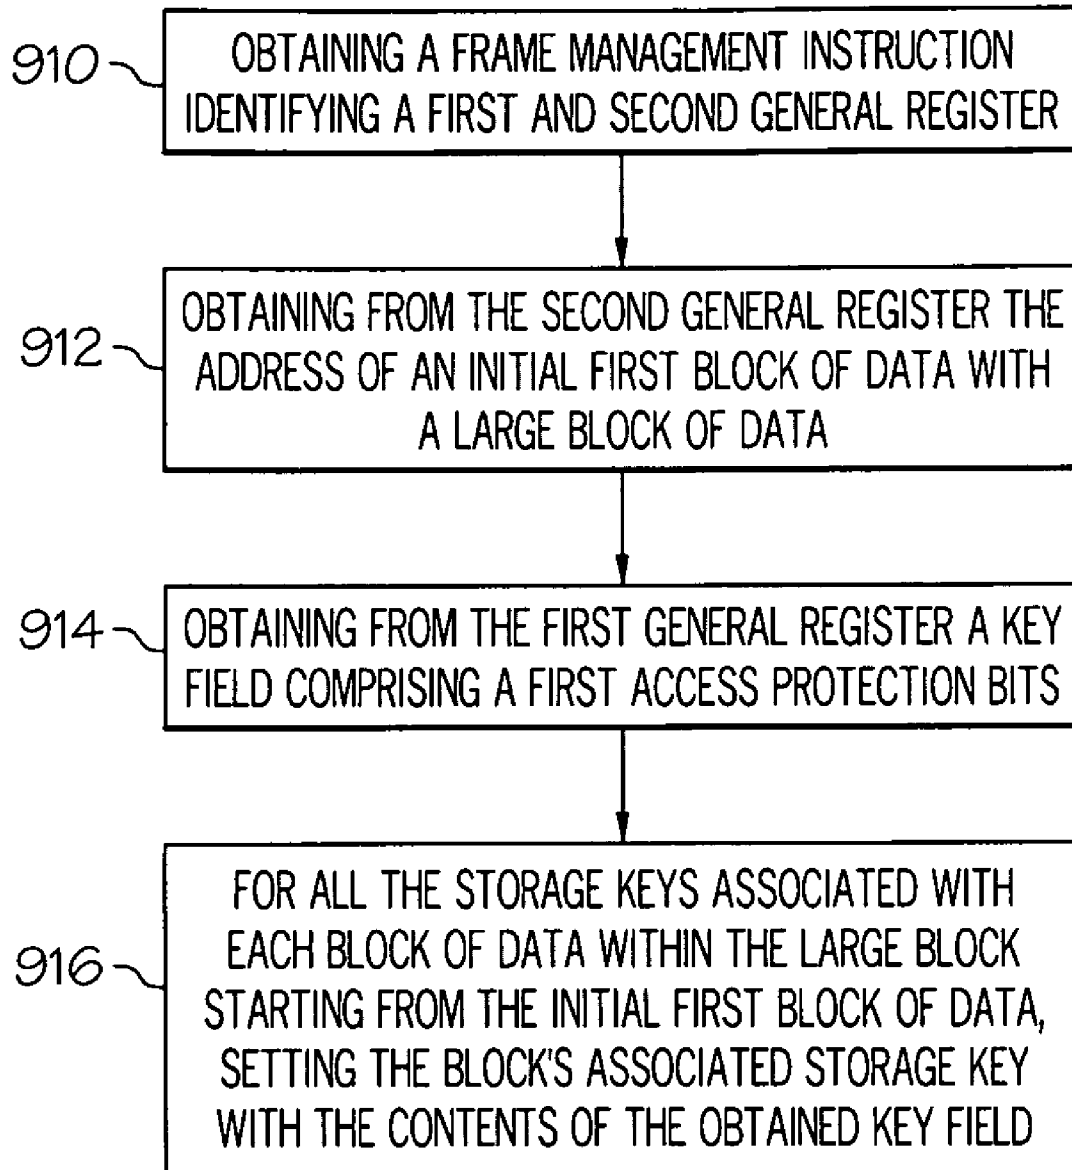 910
OBTAINING A FRAME MANAGEMENT INSTRUCTION
IDENTIFYING A FIRST AND SECOND GENERAL REGISTER
912
OBTAINING FROM THE SECOND GENERAL REGISTER THE
ADDRESS OF AN INITIAL FIRST BLOCK OF DATA WITH
A LARGE BLOCK OF DATA
914
OBTAINING FROM THE FIRST GENERAL REGISTER A KEY
FIELD COMPRISING A FIRST ACCESS PROTECTION BITS
916
FOR ALL THE STORAGE KEYS ASSOCIATED WITH
EACH BLOCK OF DATA WITHIN THE LARGE BLOCK
STARTING FROM THE INITIAL FIRST BLOCK OF DATA,
SETTING THE BLOCK'S ASSOCIATED STORAGE KEY
WITH THE CONTENTS OF THE OBTAINED KEY FIELD